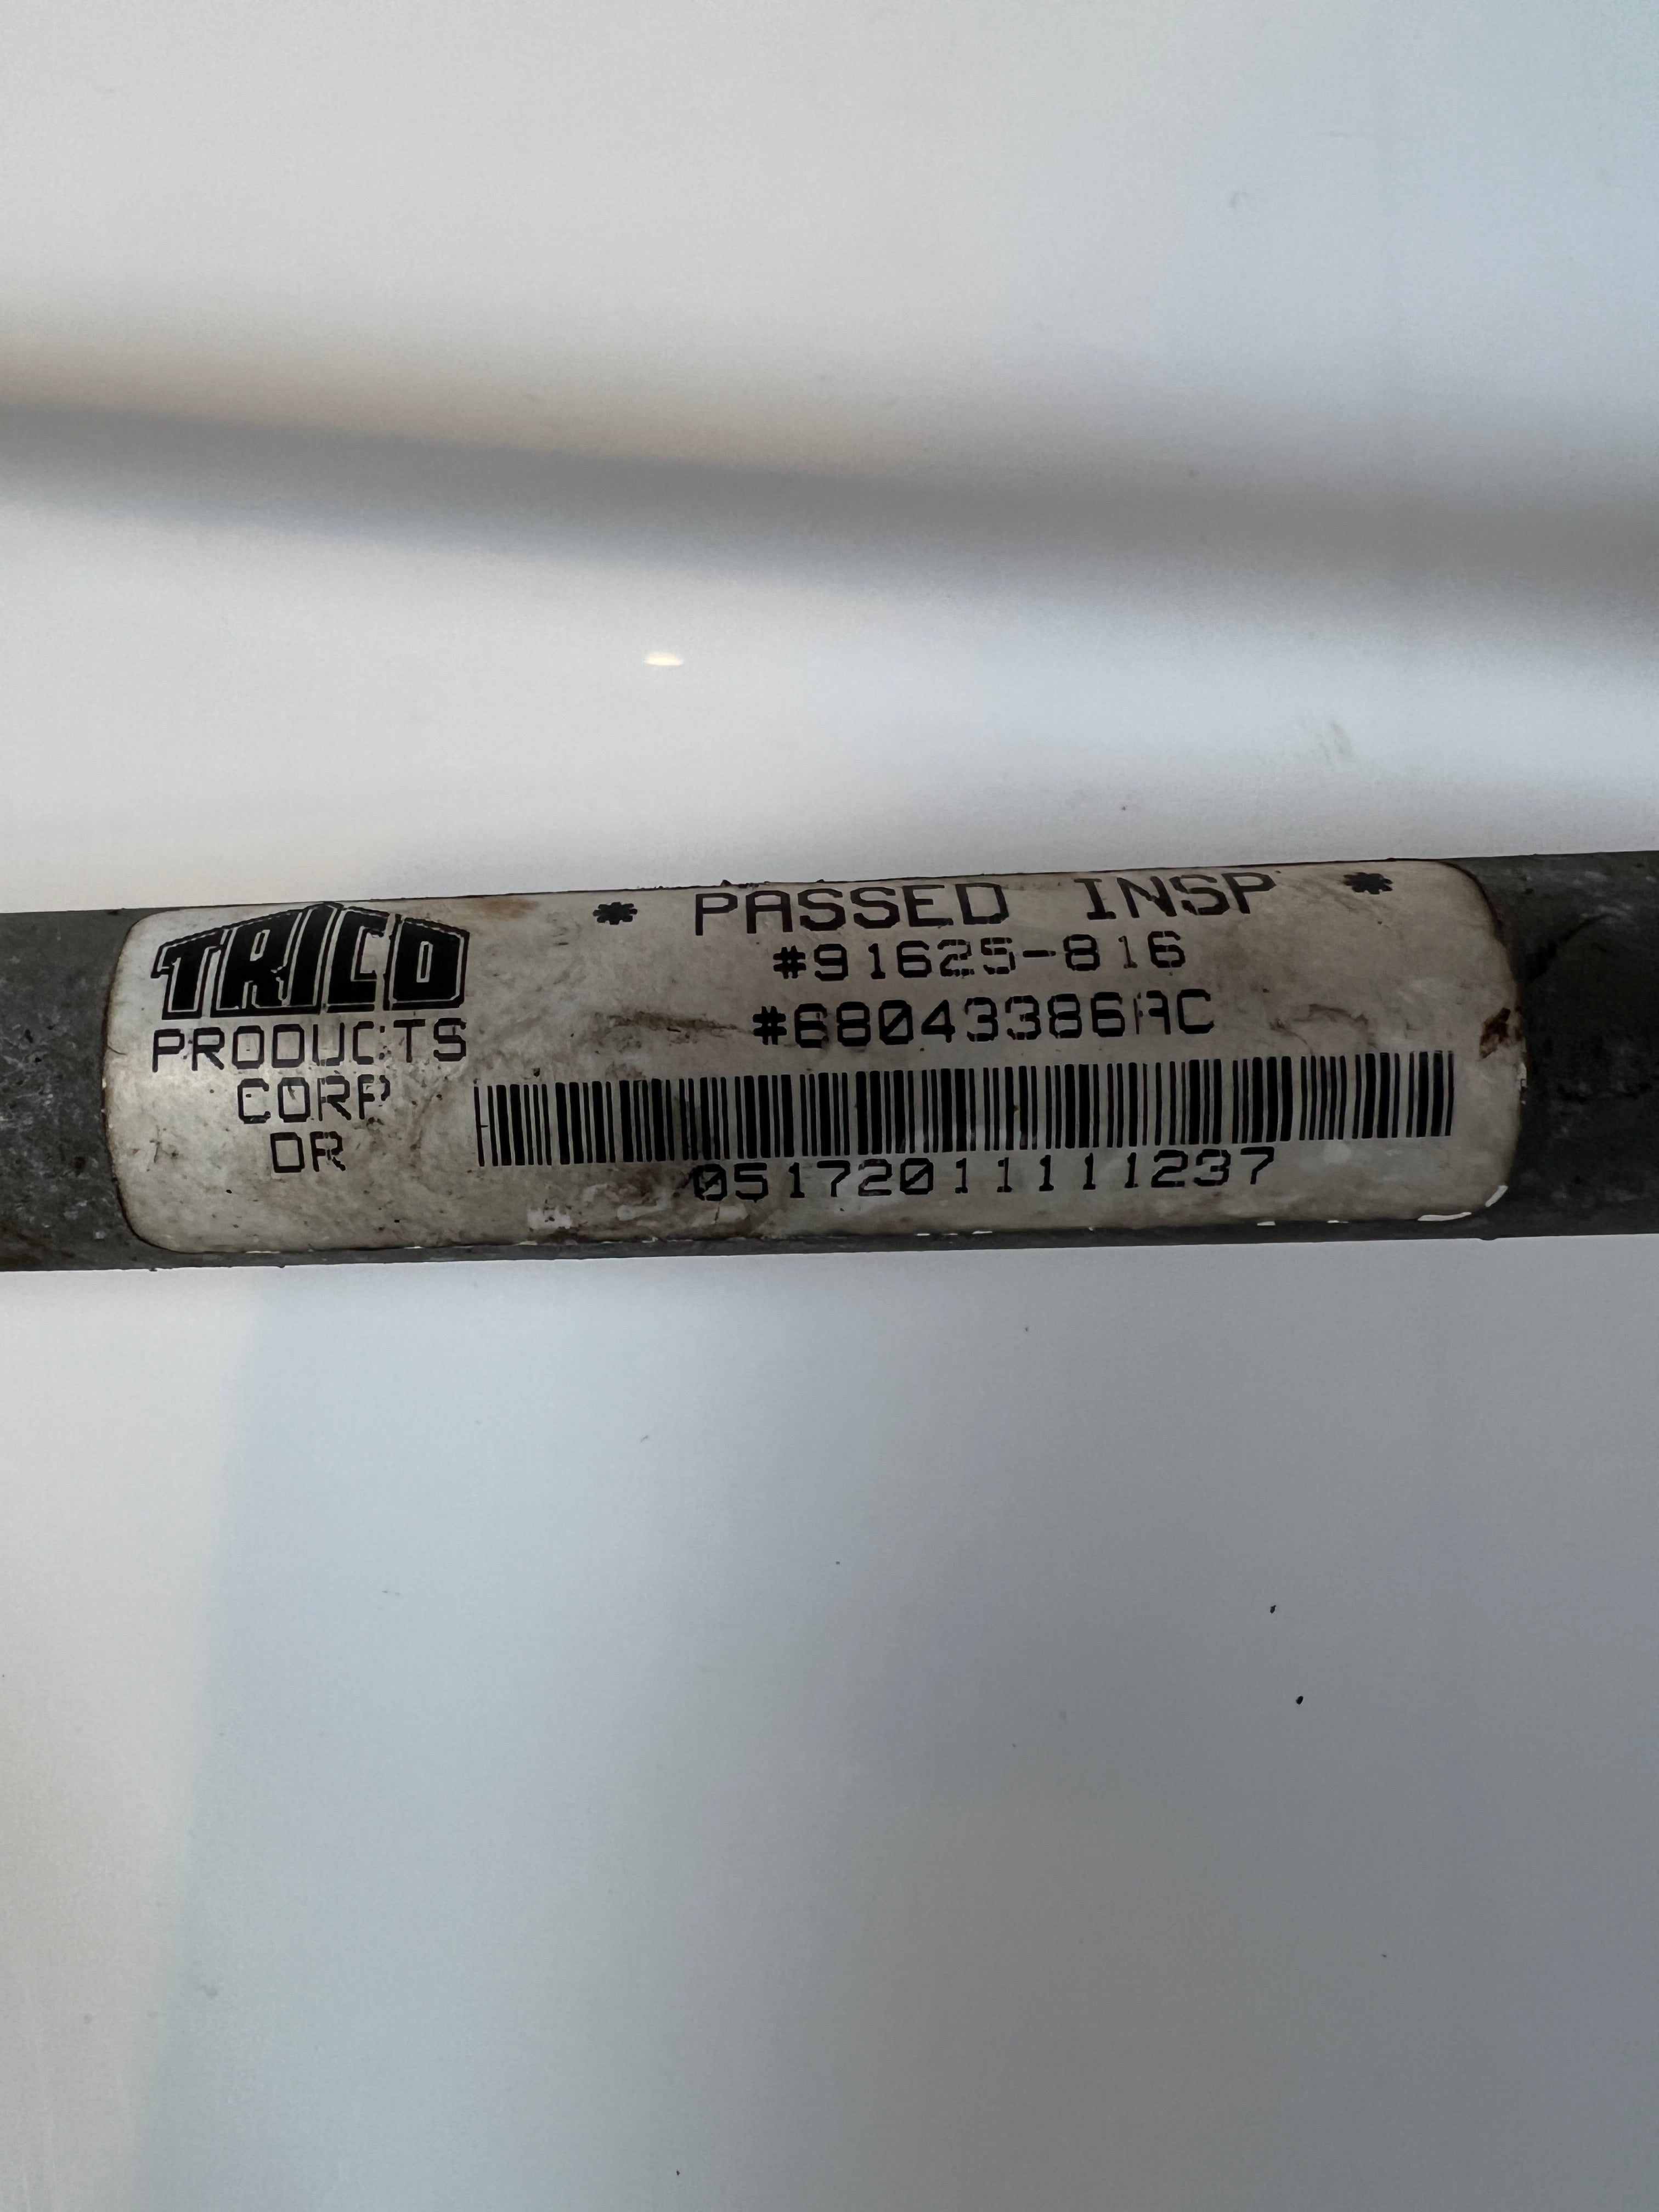 TRICO
PRODUCTS
CORP
DR
* PASSED INSP *
#91625-816
#68043386AC
05172011111237